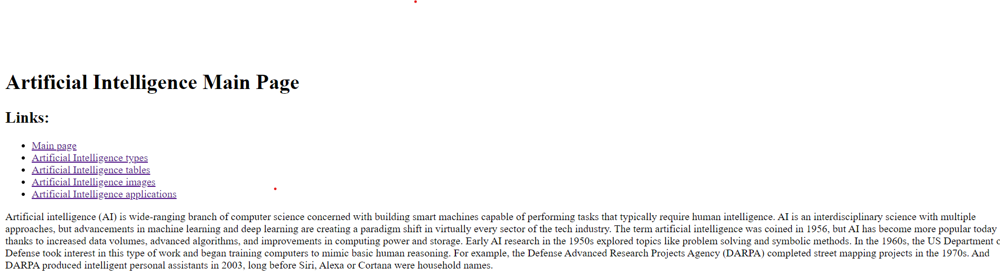 Artificial Intelligence Main Page
Links:
Main page
Artificial Intelligence types
Artificial Intelligence tables
Artificial Intelligence images
Artificial Intelligence applications
Artificial intelligence (AI) is wide-ranging branch of computer science concerned with building smart machines capable of performing tasks that typically require human intelligence. AI is an interdisciplinary science with multiple
approaches, but advancements in machine learning and deep learning are creating a paradigm shift in virtually every sector of the tech industry. The term artificial intelligence was coined in 1956, but AI has become more popular today
thanks to increased data volumes, advanced algorithms, and improvements in computing power and storage. Early AI research in the 1950s explored topics like problem solving and symbolic methods. In the 1960s, the US Department
Defense took interest in this type of work and began training computers to mimic basic human reasoning. For example, the Defense Advanced Research Projects Agency (DARPA) completed street mapping projects in the 1970s. And
DARPA produced intelligent personal assistants in 2003, long before Siri, Alexa or Cortana were household names.